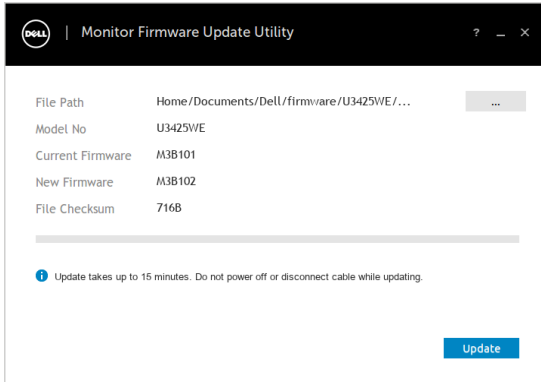 DELL | Monitor Firmware Update Utility ? _ ×
File Path Home/Documents/Dell/firmware/U3425WE/... ...
Model No U3425WE
Current Firmware M3B101
New Firmware M3B102
File Checksum 716B
Update takes up to 15 minutes. Do not power off or disconnect cable while updating.
Update